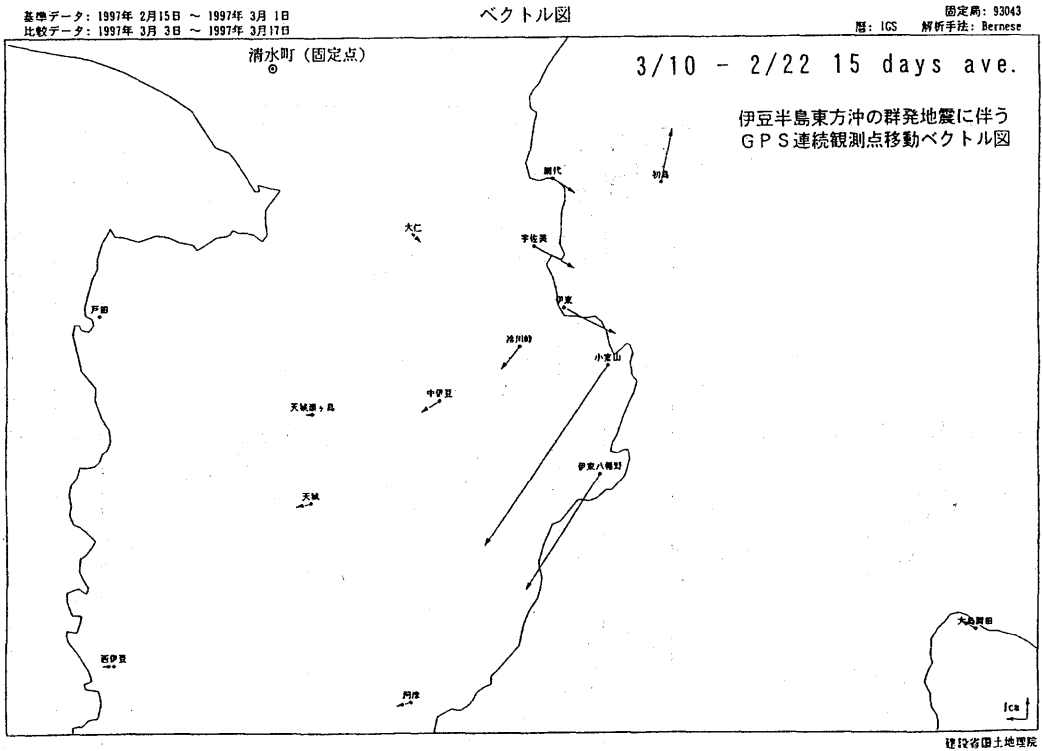 ベクトル図
基準データ: 1997年 2月15日 ～ 1997年 3月 1日
比較データ: 1997年 3月 3日 ～ 1997年 3月17日
固定局: 93043
暦: IGS 解析手法: Bernese
清水町 (固定点)
3/10 - 2/22 15 days ave.
伊豆半島東方沖の群発地震に伴う
GPS連続観測点移動ベクトル図
網代
初島
大仁
宇佐美
戸田
伊東
冷川峠
小室山
中伊豆
天城湯ヶ島
伊東八幡野
天城
大島岡田
西伊豆
河津
1cm
建設省国土地理院